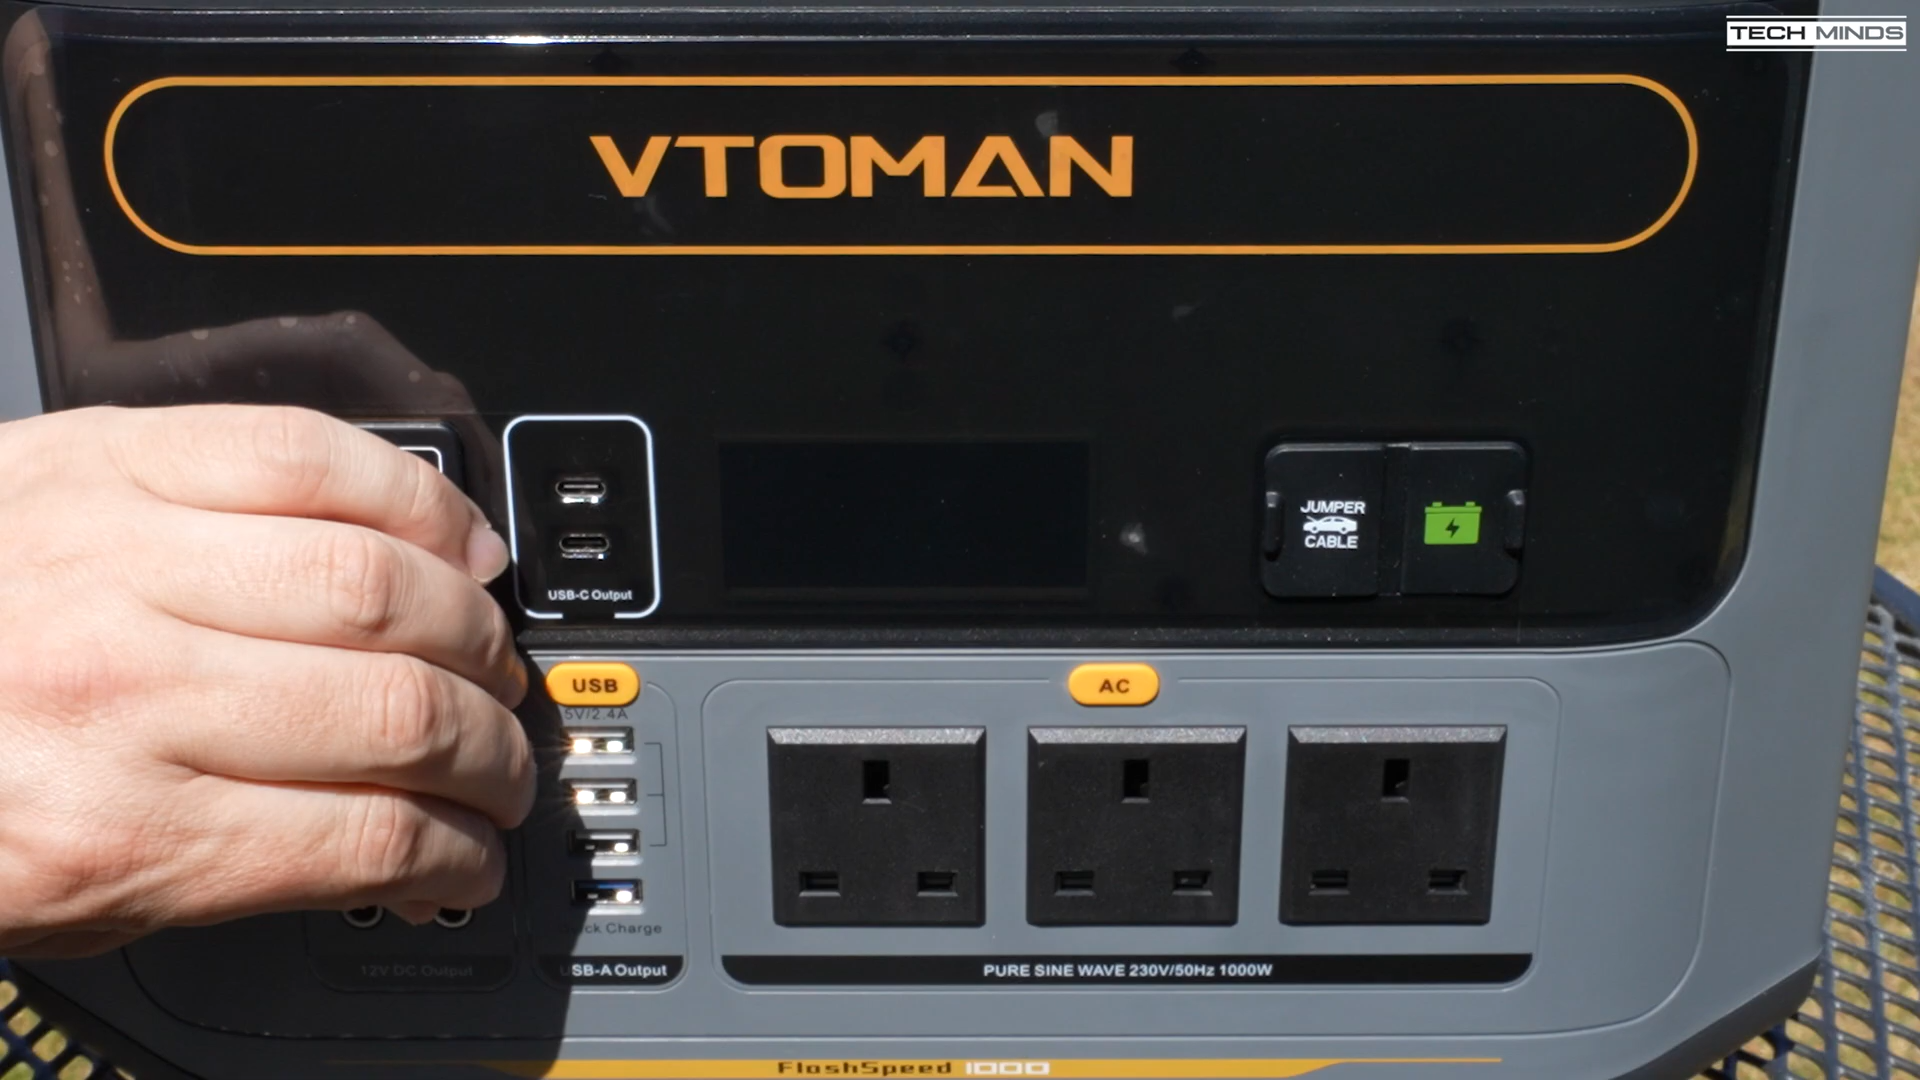 TECH MINDS
VTOMAN
JUMPER
CABLE
USB-C Output
USB
AC
5V/2.4A
Charge
12V DC Output
USB-A Output
PURE SINE WAVE 230V/50Hz 1000W
FlashSpeed 1000